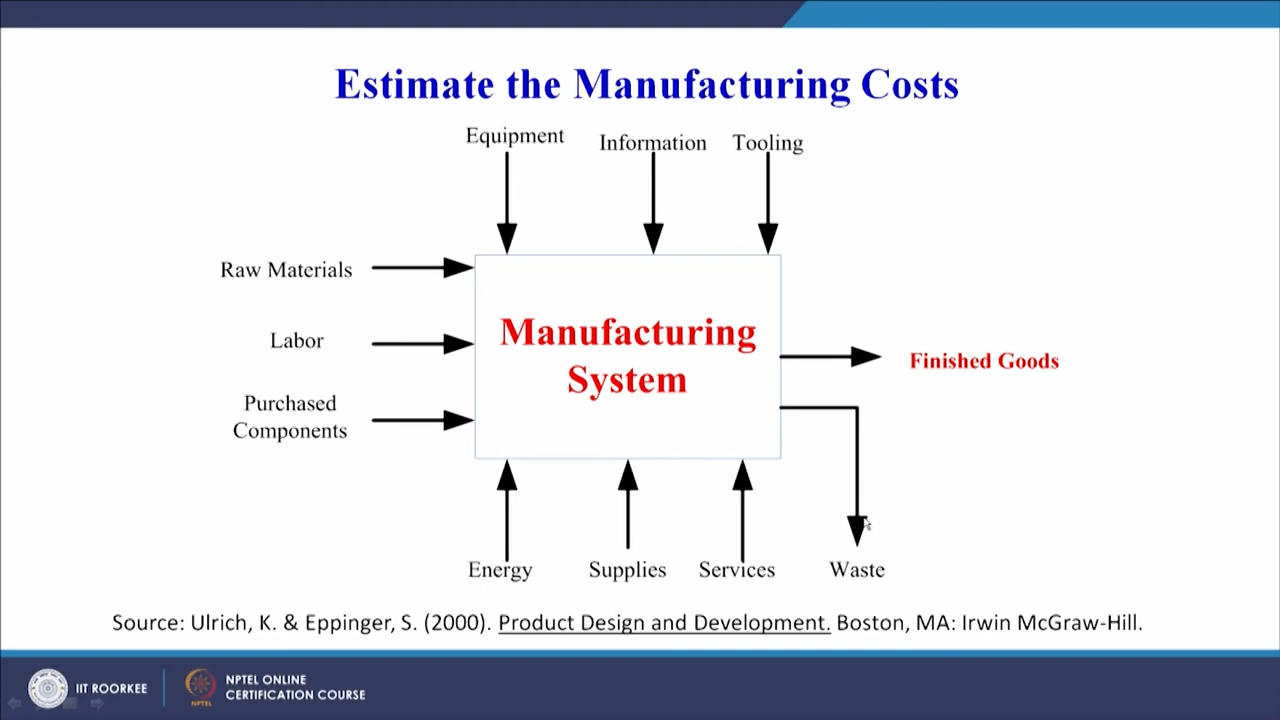 Estimate the Manufacturing Costs
Equipment
Information
Tooling
Raw Materials
Labor
Purchased
Components
Manufacturing
System
Finished Goods
Energy
Supplies
Services
Waste
Source: Ulrich, K. & Eppinger, S. (2000). Product Design and Development. Boston, MA: Irwin McGraw-Hill.
IIT ROORKEE
NPTEL
NPTEL ONLINE
CERTIFICATION COURSE